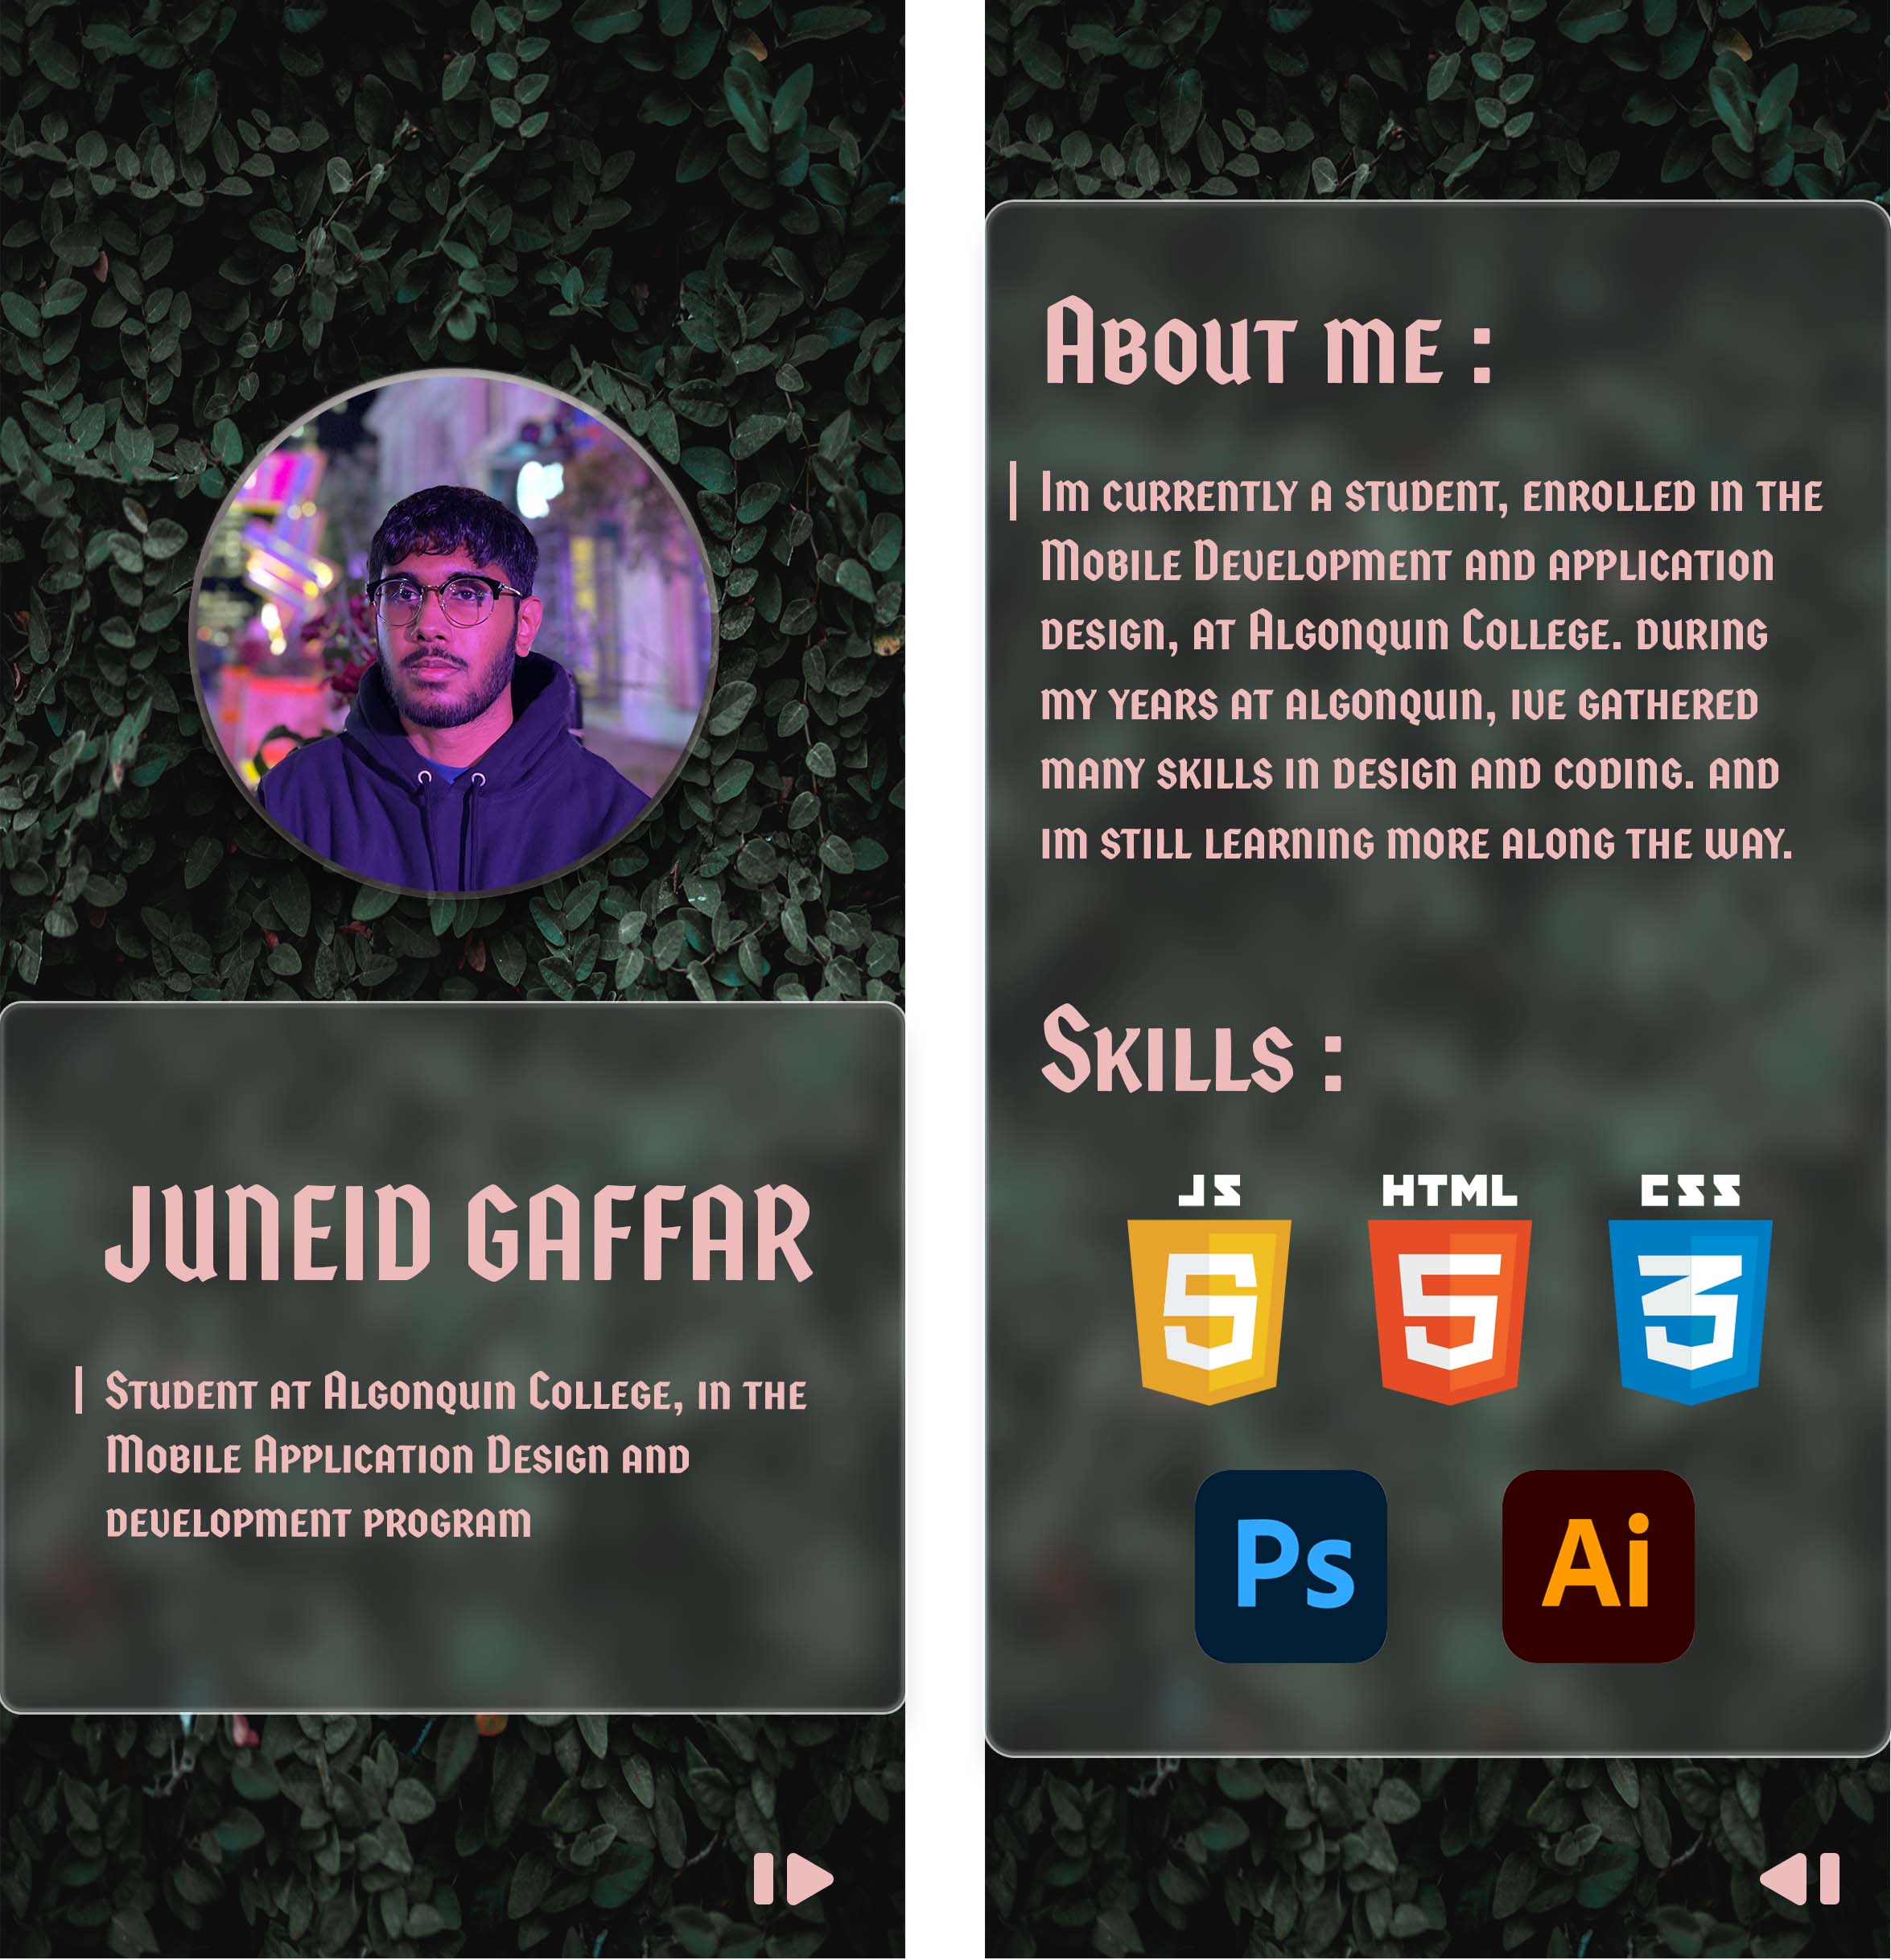 JUNEID GAFFAR
Student at Algonquin College, in the
Mobile Application Design and
development program
About me :
Im currently a student, enrolled in the
Mobile Development and application
design, at Algonquin College. during
my years at algonquin, ive gathered
many skills in design and coding. and
im still learning more along the way.
Skills :
JS HTML CSS
5 5 3
Ps Ai